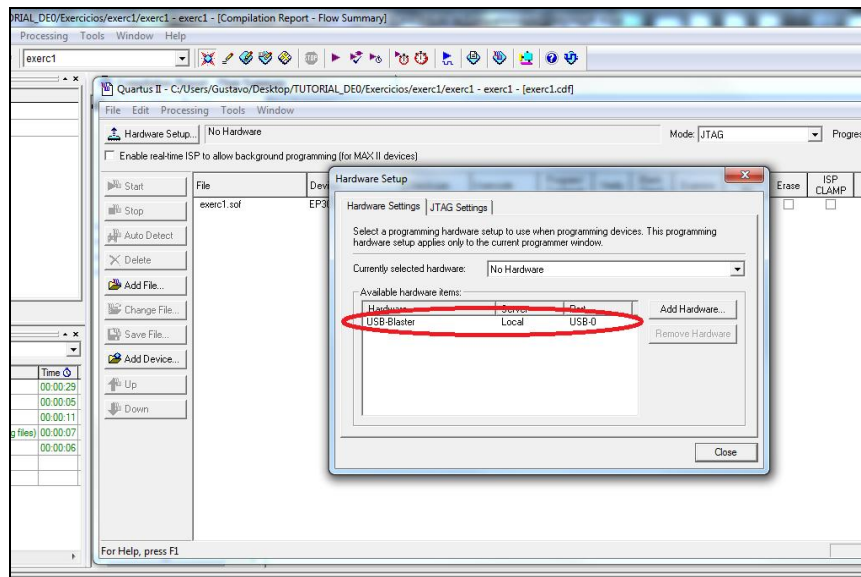 RIAL_DE0/Exercicios/exerc1/exerc1 - exerc1 - [Compilation Report - Flow Summary]
Processing Tools Window Help
exerc1
Quartus II - C:/Users/Gustavo/Desktop/TUTORIAL_DE0/Exercicios/exerc1/exerc1 - exerc1 - [exerc1.cdf]
File Edit Processing Tools Window
Hardware Setup... No Hardware Mode: JTAG Progres
Enable real-time ISP to allow background programming (for MAX II devices)
Start File Devi Erase ISP CLAMP
exerc1.sof EP3
Stop
Auto Detect
Delete
Add File...
Change File...
Save File...
Add Device...
Up
Down
Hardware Setup
Hardware Settings JTAG Settings
Select a programming hardware setup to use when programming devices. This programming
hardware setup applies only to the current programmer window.
Currently selected hardware: No Hardware
Available hardware items:
Hardware Server Port
USB-Blaster Local USB-0
Add Hardware...
Remove Hardware
Close
Time
00:00:29
00:00:05
00:00:11
g files) 00:00:07
00:00:06
For Help, press F1